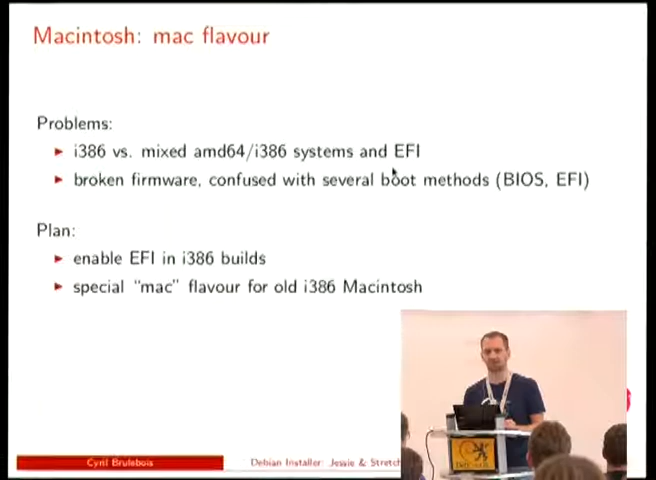 Macintosh: mac flavour
Problems:
i386 vs. mixed amd64/i386 systems and EFI
broken firmware, confused with several boot methods (BIOS, EFI)
Plan:
enable EFI in i386 builds
special "mac" flavour for old i386 Macintosh
Cyril Brulebois
Debian Installer: Jessie & Stretch